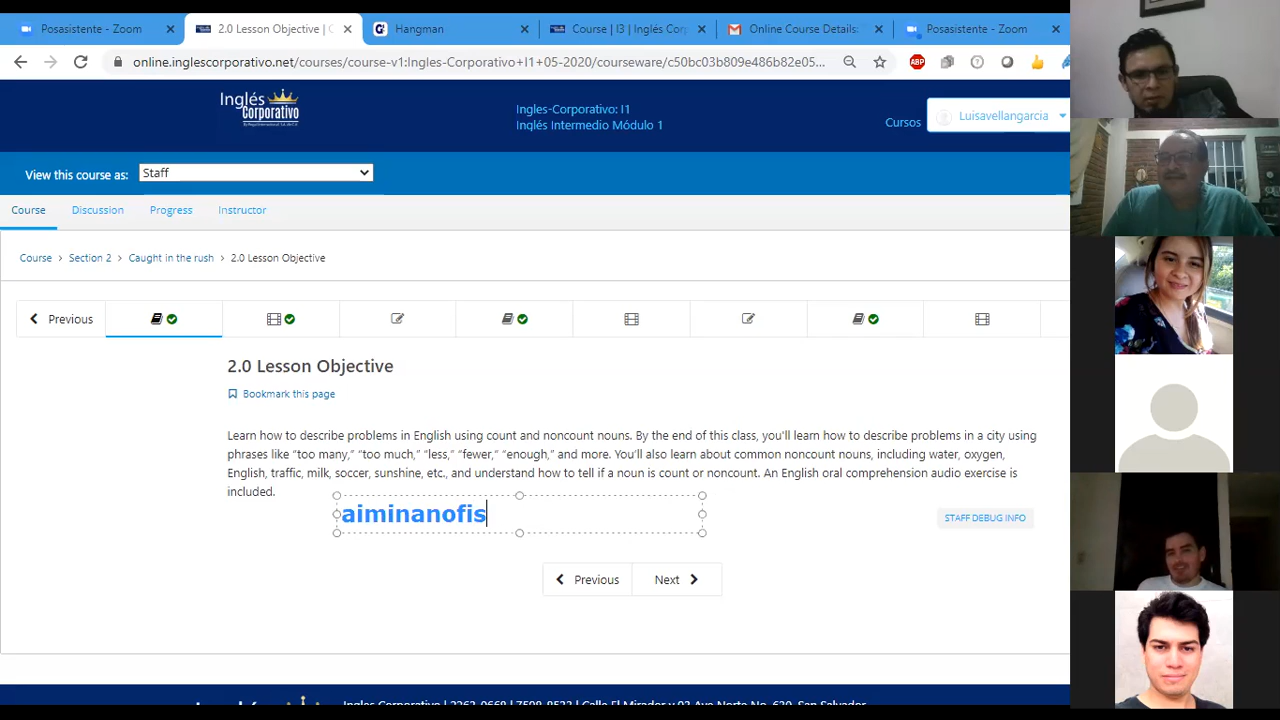 Posasistente - Zoom
2.0 Lesson Objective | C
Hangman
Course | I3 | Inglés Corp
Online Course Details:
Posasistente - Zoom
online.inglescorporativo.net/courses/course-v1:Ingles-Corporativo+I1+05-2020/courseware/c50bc03b809e486b82e05...
ABP
Inglés
Corporativo
Ingles-Corporativo: I1
Inglés Intermedio Módulo 1
Cursos
Luisavellangarcia
View this course as:
Staff
Course
Discussion
Progress
Instructor
Course > Section 2 > Caught in the rush > 2.0 Lesson Objective
Previous
2.0 Lesson Objective
Bookmark this page
Learn how to describe problems in English using count and noncount nouns. By the end of this class, you'll learn how to describe problems in a city using
phrases like “too many,” “too much,” “less,” “fewer,” “enough,” and more. You’ll also learn about common noncount nouns, including water, oxygen,
English, traffic, milk, soccer, sunshine, etc., and understand how to tell if a noun is count or noncount. An English oral comprehension audio exercise is
included.
aiminanofis
STAFF DEBUG INFO
Previous
Next